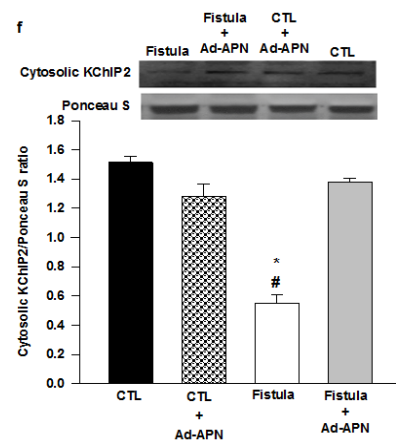 f
Fistula
+
Ad-APN
CTL
+
Ad-APN
Fistula
CTL
Cytosolic KChIP2
Ponceau S
Cytosolic KChIP2/Ponceau S ratio
1.8
1.6
1.4
1.2
1.0
0.8
0.6
0.4
0.2
0.0
*
#
CTL
CTL
+
Ad-APN
Fistula
Fistula
+
Ad-APN